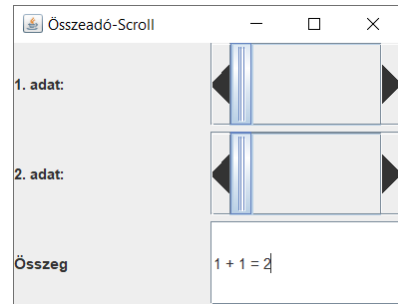 Összeadó-Scroll
1. adat:
2. adat:
Összeg
1 + 1 = 2